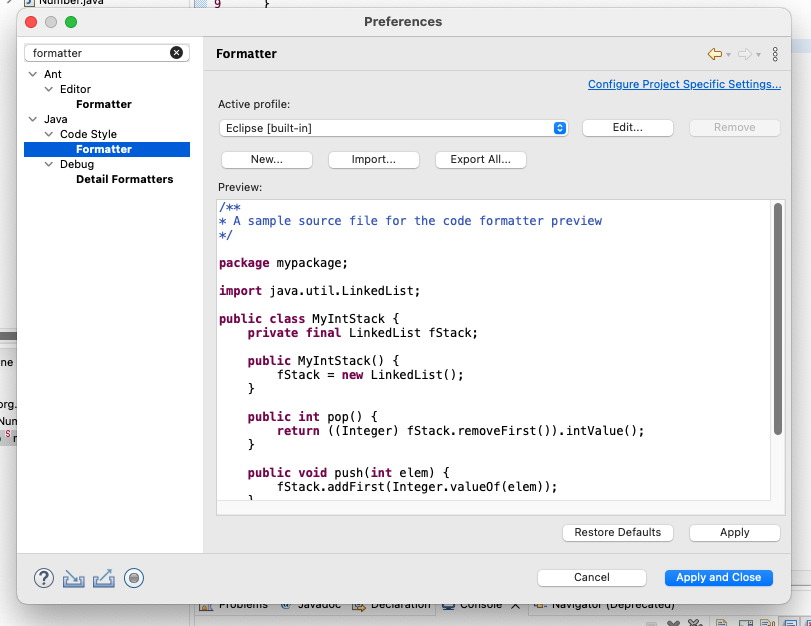 Number.java
9 }
Preferences
formatter
Formatter
Ant
Editor
Formatter
Java
Code Style
Formatter
Debug
Detail Formatters
Configure Project Specific Settings...
Active profile:
Eclipse [built-in]
Edit...
Remove
New...
Import...
Export All...
Preview:
/**
* A sample source file for the code formatter preview
*/
package mypackage;
import java.util.LinkedList;
public class MyIntStack {
private final LinkedList fStack;
public MyIntStack() {
fStack = new LinkedList();
}
public int pop() {
return ((Integer) fStack.removeFirst()).intValue();
}
public void push(int elem) {
fStack.addFirst(Integer.valueOf(elem));
}
Restore Defaults
Apply
?
Cancel
Apply and Close
Problems
Javadoc
Declaration
Console
Navigator (Deprecated)